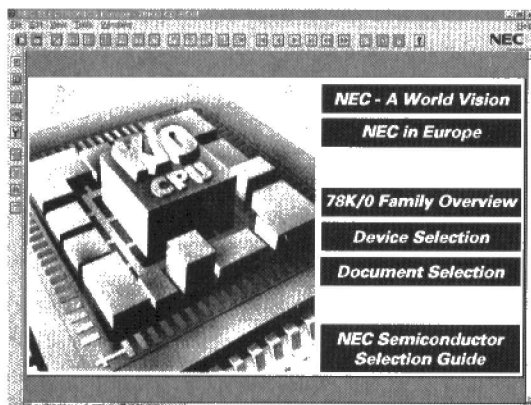 NEC
NEC - A World Vision
NEC in Europe
K/0
CPU
78K/0 Family Overview
Device Selection
Document Selection
NEC Semiconductor
Selection Guide